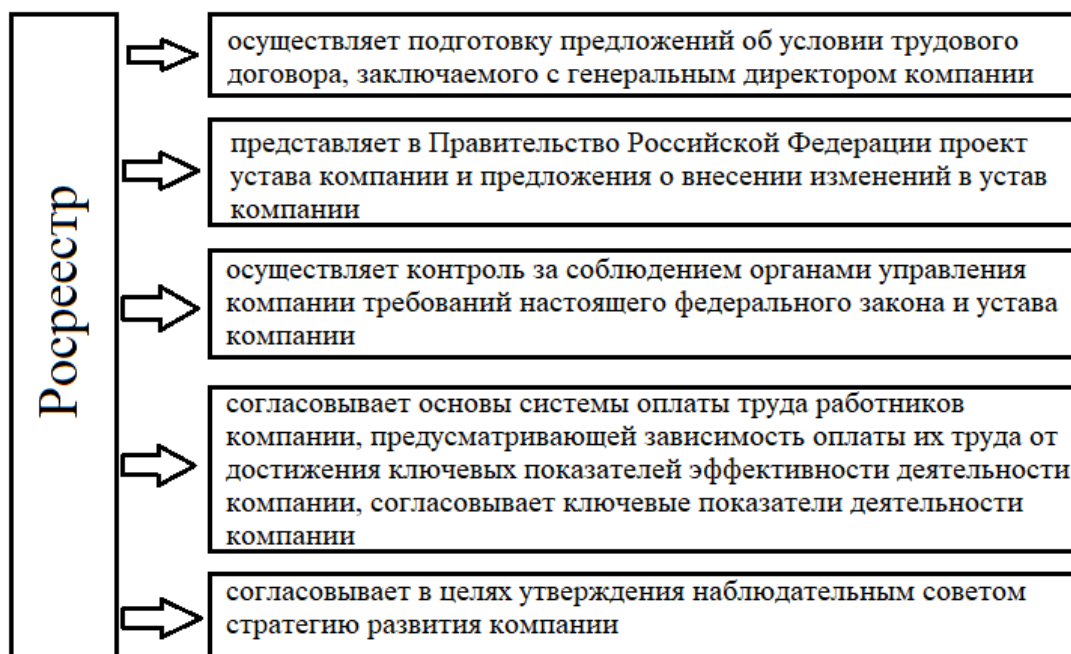 Росреестр
осуществляет подготовку предложений об условии трудового
договора, заключаемого с генеральным директором компании
представляет в Правительство Российской Федерации проект
устава компании и предложения о внесении изменений в устав
компании
осуществляет контроль за соблюдением органами управления
компании требований настоящего федерального закона и устава
компании
согласовывает основы системы оплаты труда работников
компании, предусматривающей зависимость оплаты их труда от
достижения ключевых показателей эффективности деятельности
компании, согласовывает ключевые показатели деятельности
компании
согласовывает в целях утверждения наблюдательным советом
стратегию развития компании